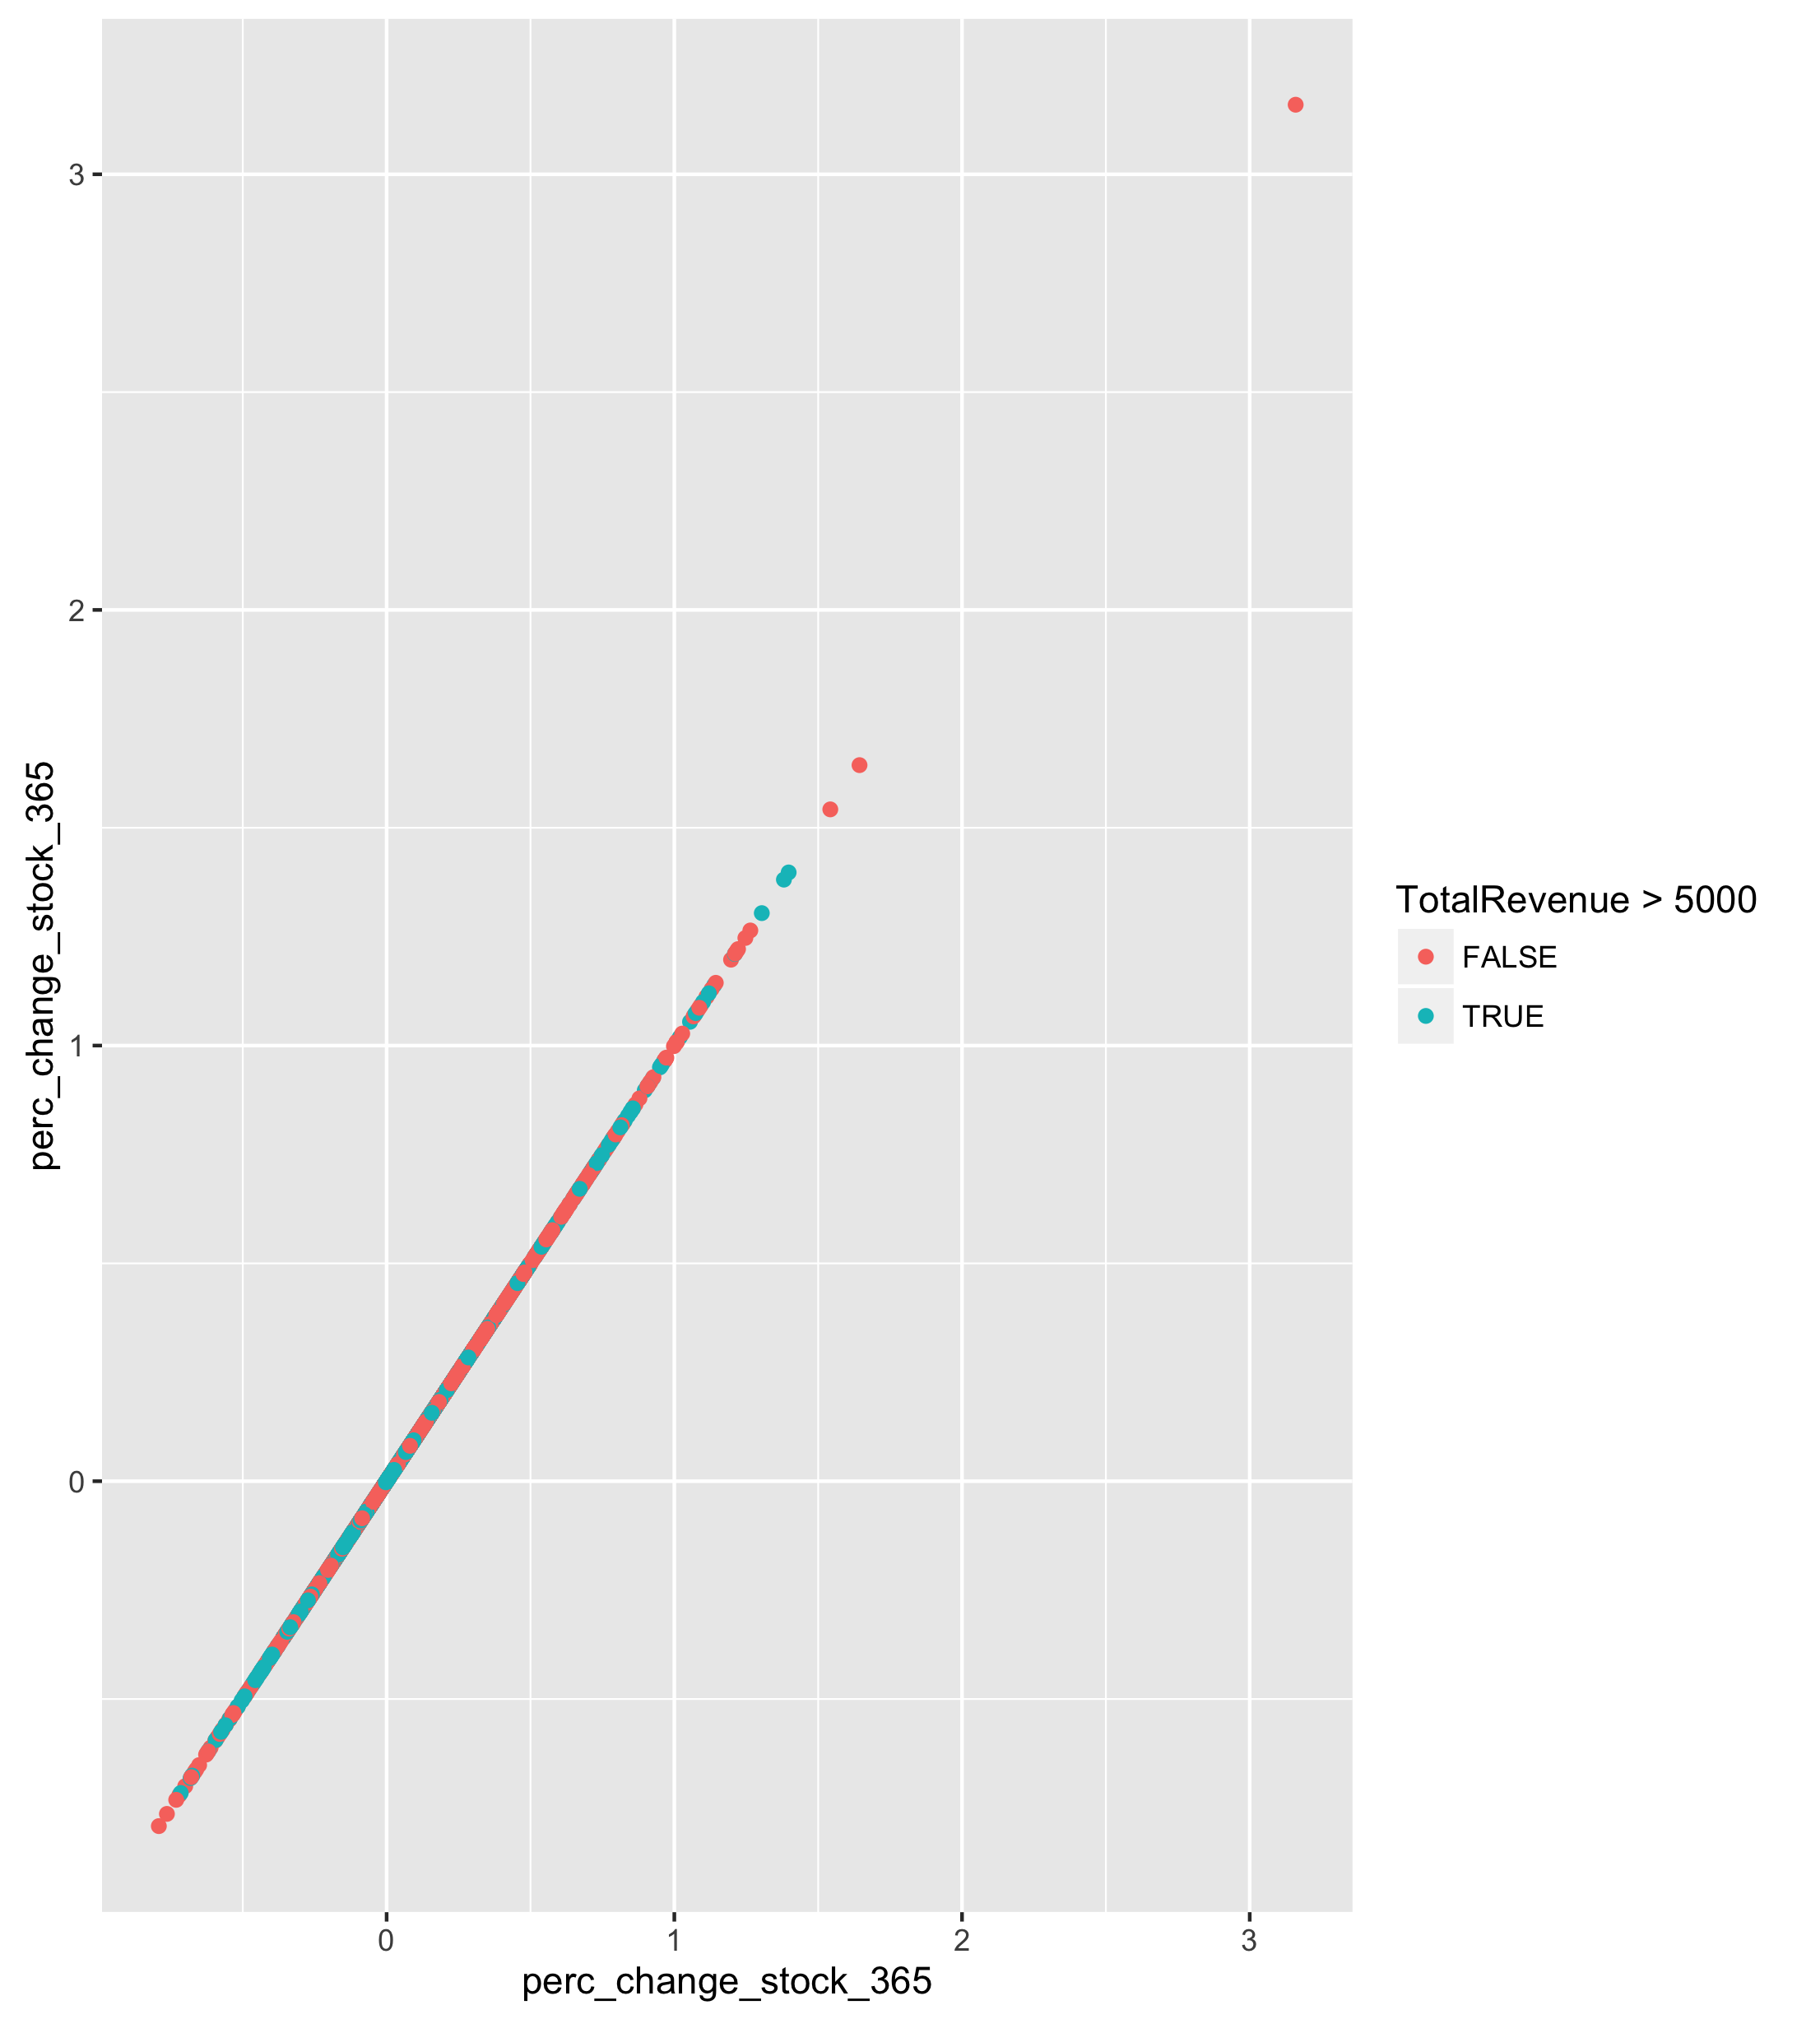 perc_change_stock_365
3
2
1
0
0 1 2 3
perc_change_stock_365
TotalRevenue > 5000
FALSE
TRUE